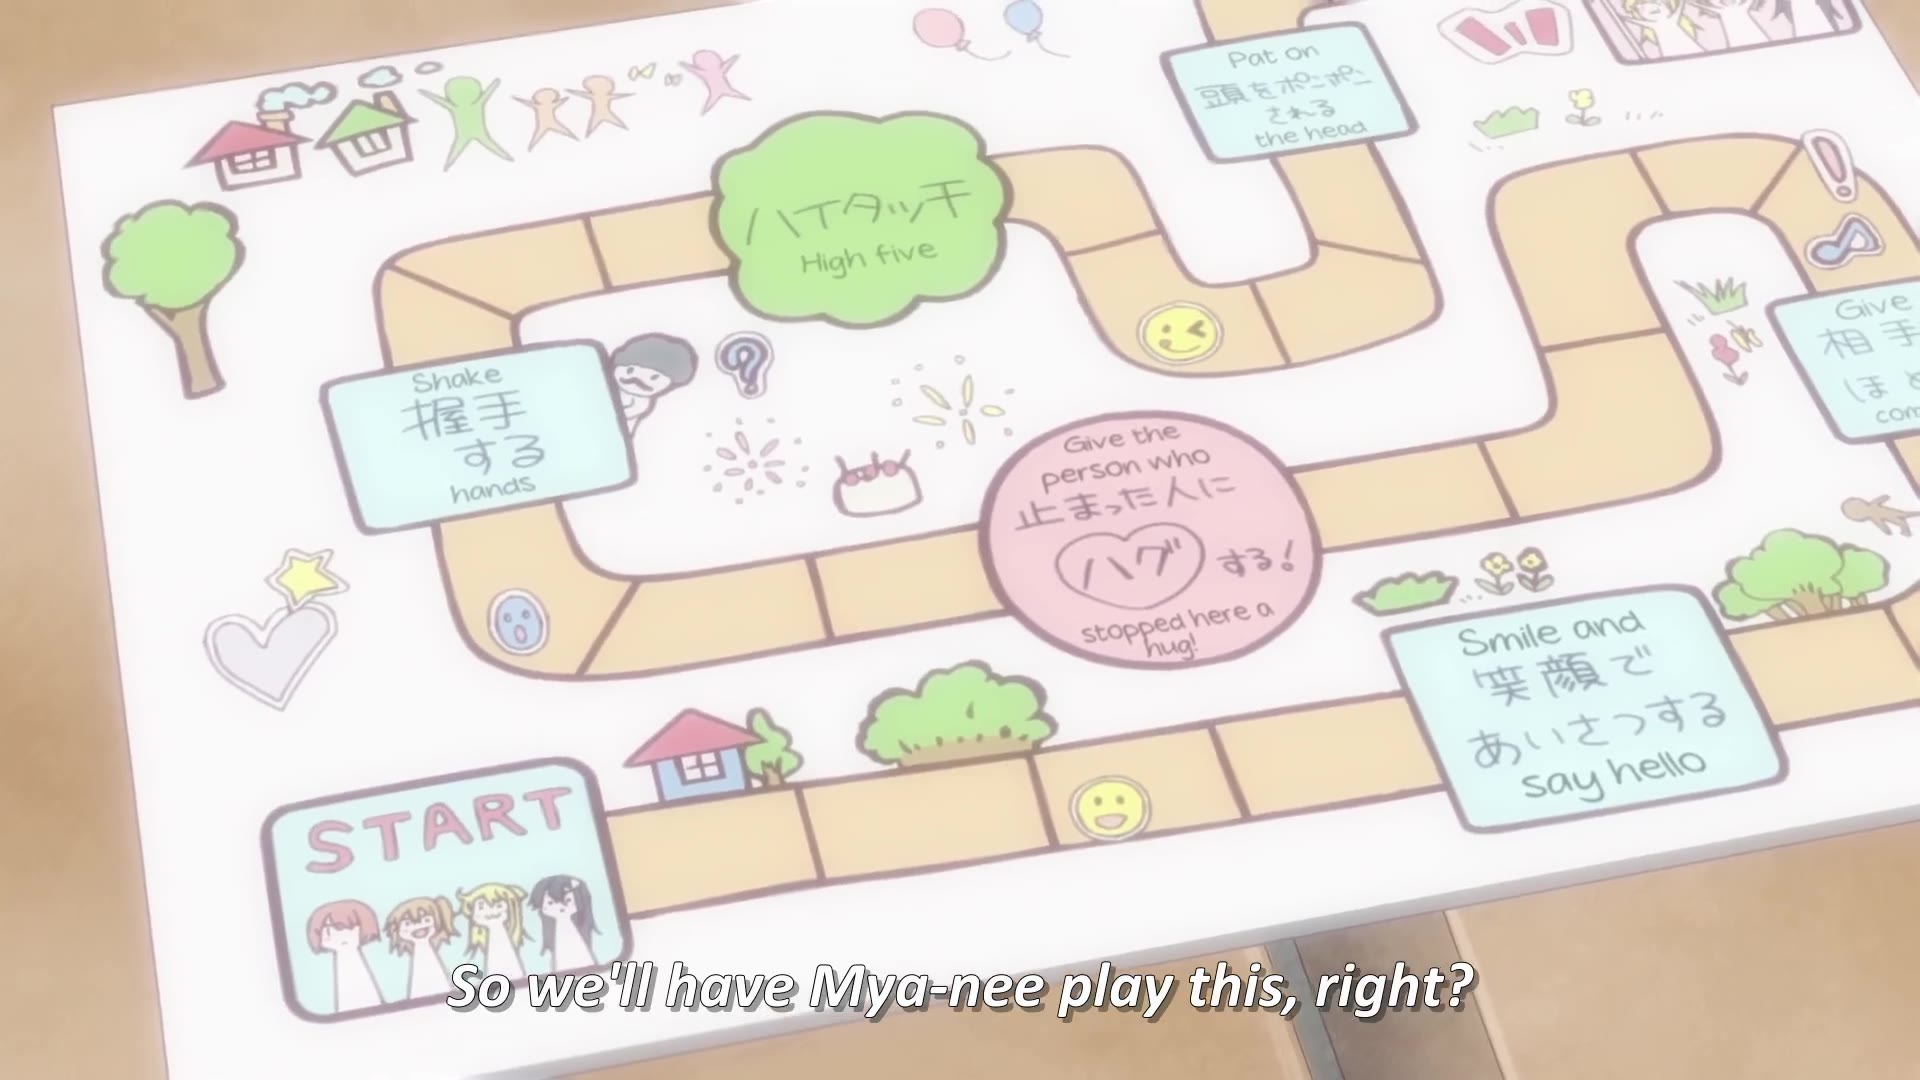 Pat on
頭をポンポン
される
the head
ハイタッチ
High five
Shake
握手
する
hands
Give
相手
ほ
com
Give the
person who
止まった人に
ハグ する!
stopped here a
hug!
Smile and
笑顔で
あいさつする
say hello
START
So we'll have Mya-nee play this, right?